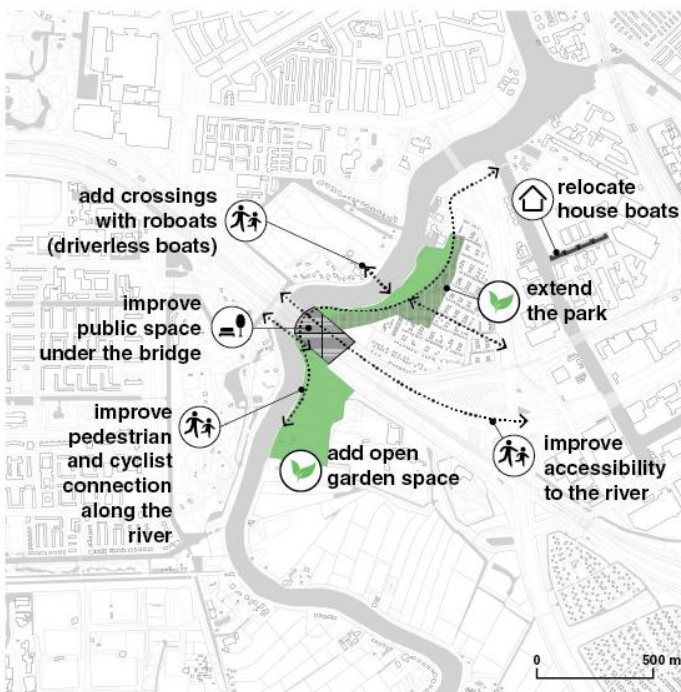 add crossings
with roboats
(driverless boats)
relocate
house boats
improve
public space
under the bridge
extend
the park
improve
pedestrian
and cyclist
connection
along the
river
add open
garden space
improve
accessibility
to the river
0
500 m